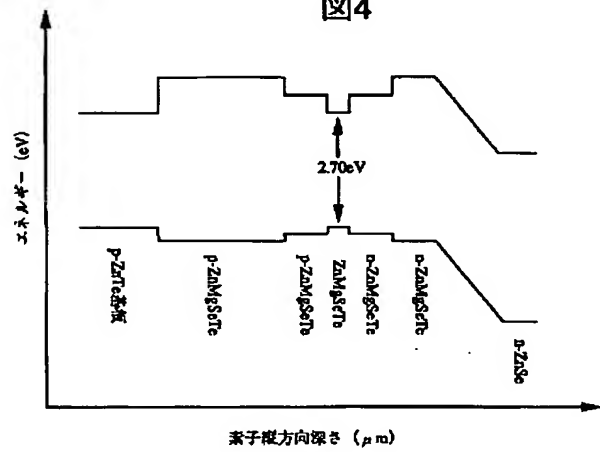 図4
エネルギー (eV)
2.70eV
p-ZnTe基板
p-ZnMgSeTe
p-ZnMgSeTe
ZnMgSeTe
n-ZnMgSeTe
n-ZnMgSeTe
n-ZnSe
素子縦方向深さ (μm)